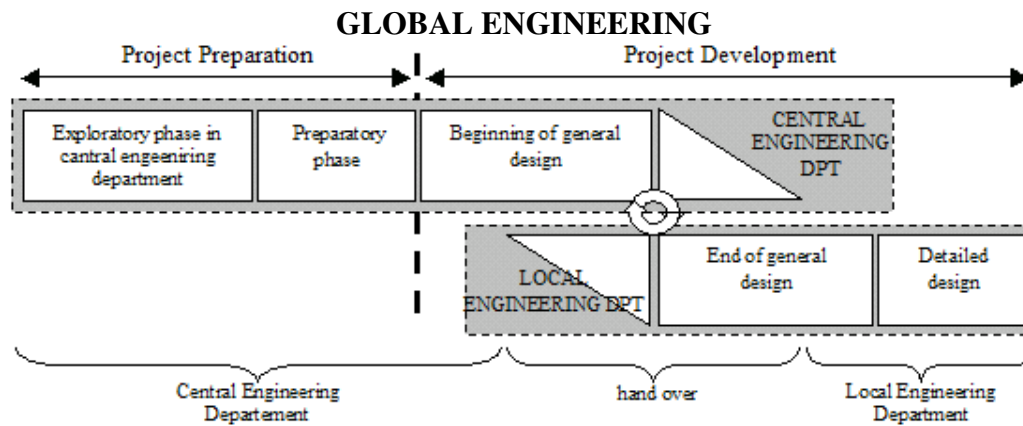 GLOBAL ENGINEERING
Project Preparation
Project Development
Exploratory phase in
cantral engeeniring
department
Preparatory
phase
Beginning of general
design
CENTRAL
ENGINEERING
DPT
LOCAL
ENGINEERING DPT
End of general
design
Detailed
design
Central Engineering
Departement
hand over
Local Engineering
Department